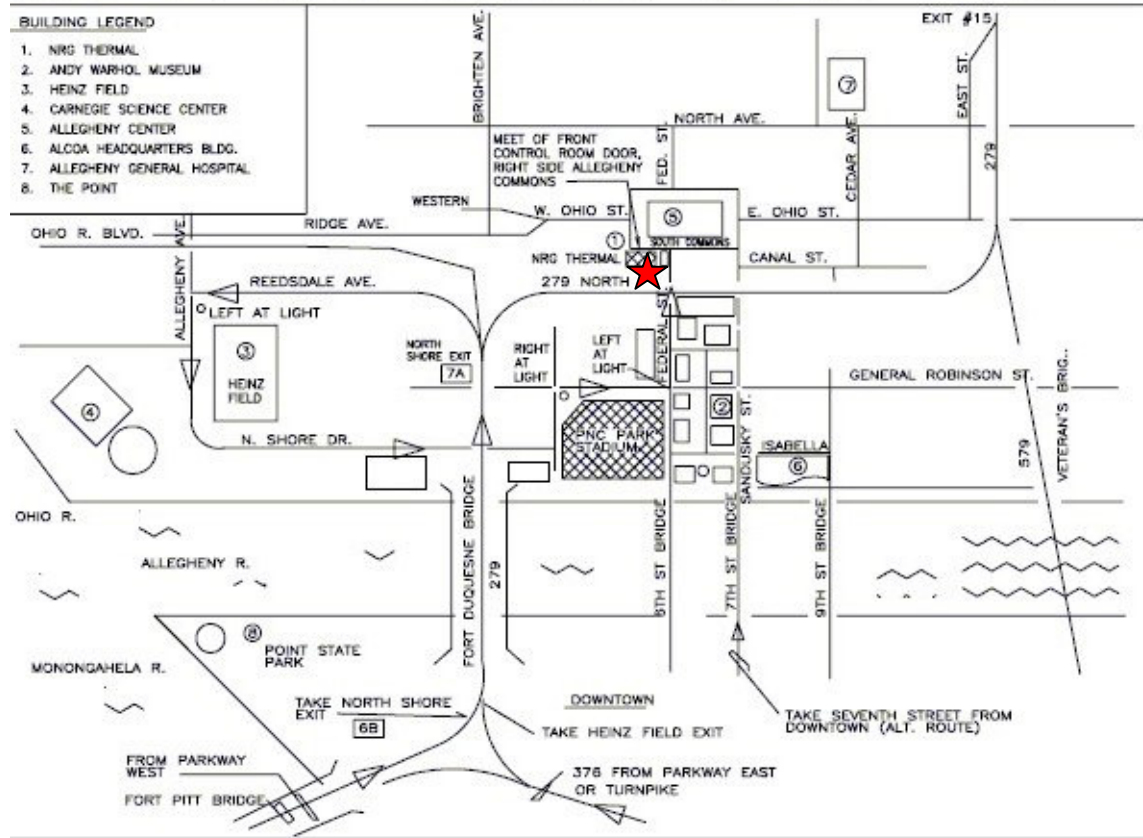 BUILDING LEGEND
1. NRG THERMAL
2. ANDY WARHOL MUSEUM
3. HEINZ FIELD
4. CARNEGIE SCIENCE CENTER
5. ALLEGHENY CENTER
6. ALCOA HEADQUARTERS BLDG.
7. ALLEGHENY GENERAL HOSPITAL
8. THE POINT
EXIT #15
BRIGHTEN AVE.
EAST ST.
7
NORTH AVE.
MEET OF FRONT
CONTROL ROOM DOOR,
RIGHT SIDE ALLEGHENY
COMMONS
FED. ST.
CEDAR AVE.
279
WESTERN
W. OHIO ST.
5
E. OHIO ST.
RIDGE AVE.
OHIO R. BLVD.
ALLEGHENY AVE.
1
SOUTH COMMONS
NRG THERMAL
CANAL ST.
REEDSDALE AVE.
279 NORTH
LEFT AT LIGHT
FEDERAL ST.
3
HEINZ
FIELD
NORTH
SHORE EXIT
7A
RIGHT
AT
LIGHT
LEFT
AT
LIGHT
GENERAL ROBINSON ST.
4
2
PNC PARK
STADIUM
N. SHORE DR.
SANDUSKY ST.
ISABELLA
6
579
VETERAN'S BRIG..
OHIO R.
ALLEGHENY R.
FORT DUQUESNE BRIDGE
279
6TH ST BRIDGE
7TH ST BRIDGE
9TH ST BRIDGE
8
POINT STATE
PARK
MONONGAHELA R.
TAKE NORTH SHORE
EXIT
6B
DOWNTOWN
TAKE HEINZ FIELD EXIT
TAKE SEVENTH STREET FROM
DOWNTOWN (ALT. ROUTE)
FROM PARKWAY
WEST
FORT PITT BRIDGE
376 FROM PARKWAY EAST
OR TURNPIKE